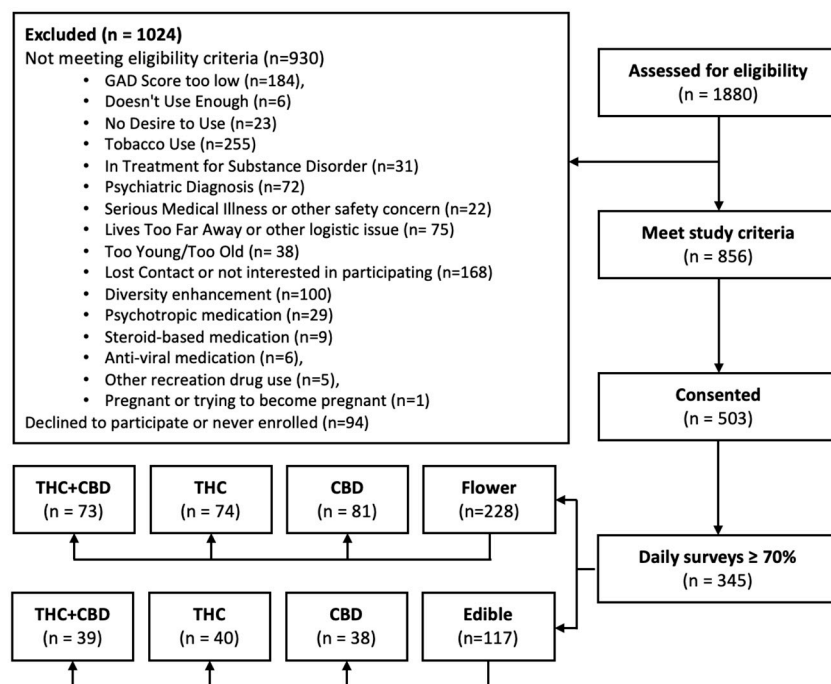 Excluded (n = 1024)
Not meeting eligibility criteria (n=930)
• GAD Score too low (n=184),
• Doesn't Use Enough (n=6)
• No Desire to Use (n=23)
• Tobacco Use (n=255)
• In Treatment for Substance Disorder (n=31)
• Psychiatric Diagnosis (n=72)
• Serious Medical Illness or other safety concern (n=22)
• Lives Too Far Away or other logistic issue (n= 75)
• Too Young/Too Old (n= 38)
• Lost Contact or not interested in participating (n=168)
• Diversity enhancement (n=100)
• Psychotropic medication (n=29)
• Steroid-based medication (n=9)
• Anti-viral medication (n=6),
• Other recreation drug use (n=5),
• Pregnant or trying to become pregnant (n=1)
Declined to participate or never enrolled (n=94)
Assessed for eligibility
(n = 1880)
Meet study criteria
(n = 856)
Consented
(n = 503)
Daily surveys ≥ 70%
(n = 345)
Flower
(n=228)
CBD
(n = 81)
THC
(n = 74)
THC+CBD
(n = 73)
Edible
(n=117)
CBD
(n = 38)
THC
(n = 40)
THC+CBD
(n = 39)